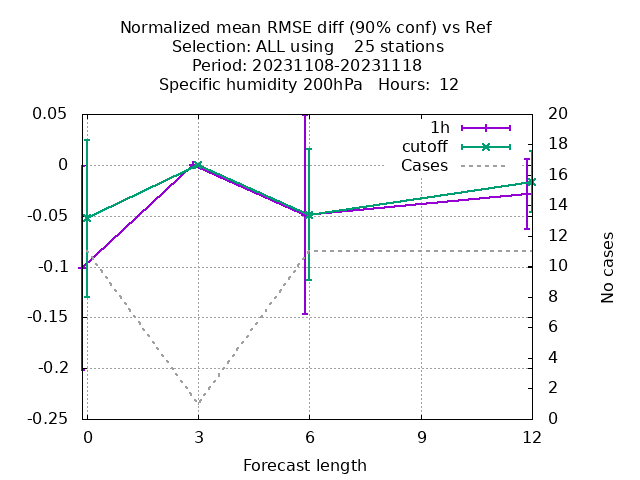 Normalized mean RMSE diff (90% conf) vs Ref
Selection: ALL using    25 stations
Period: 20231108-20231118
Specific humidity 200hPa   Hours:  12
0.05
0
-0.05
-0.1
-0.15
-0.2
-0.25
20
18
16
14
12
10
8
6
4
2
0
1h
cutoff
Cases
No cases
0
3
6
9
12
Forecast length